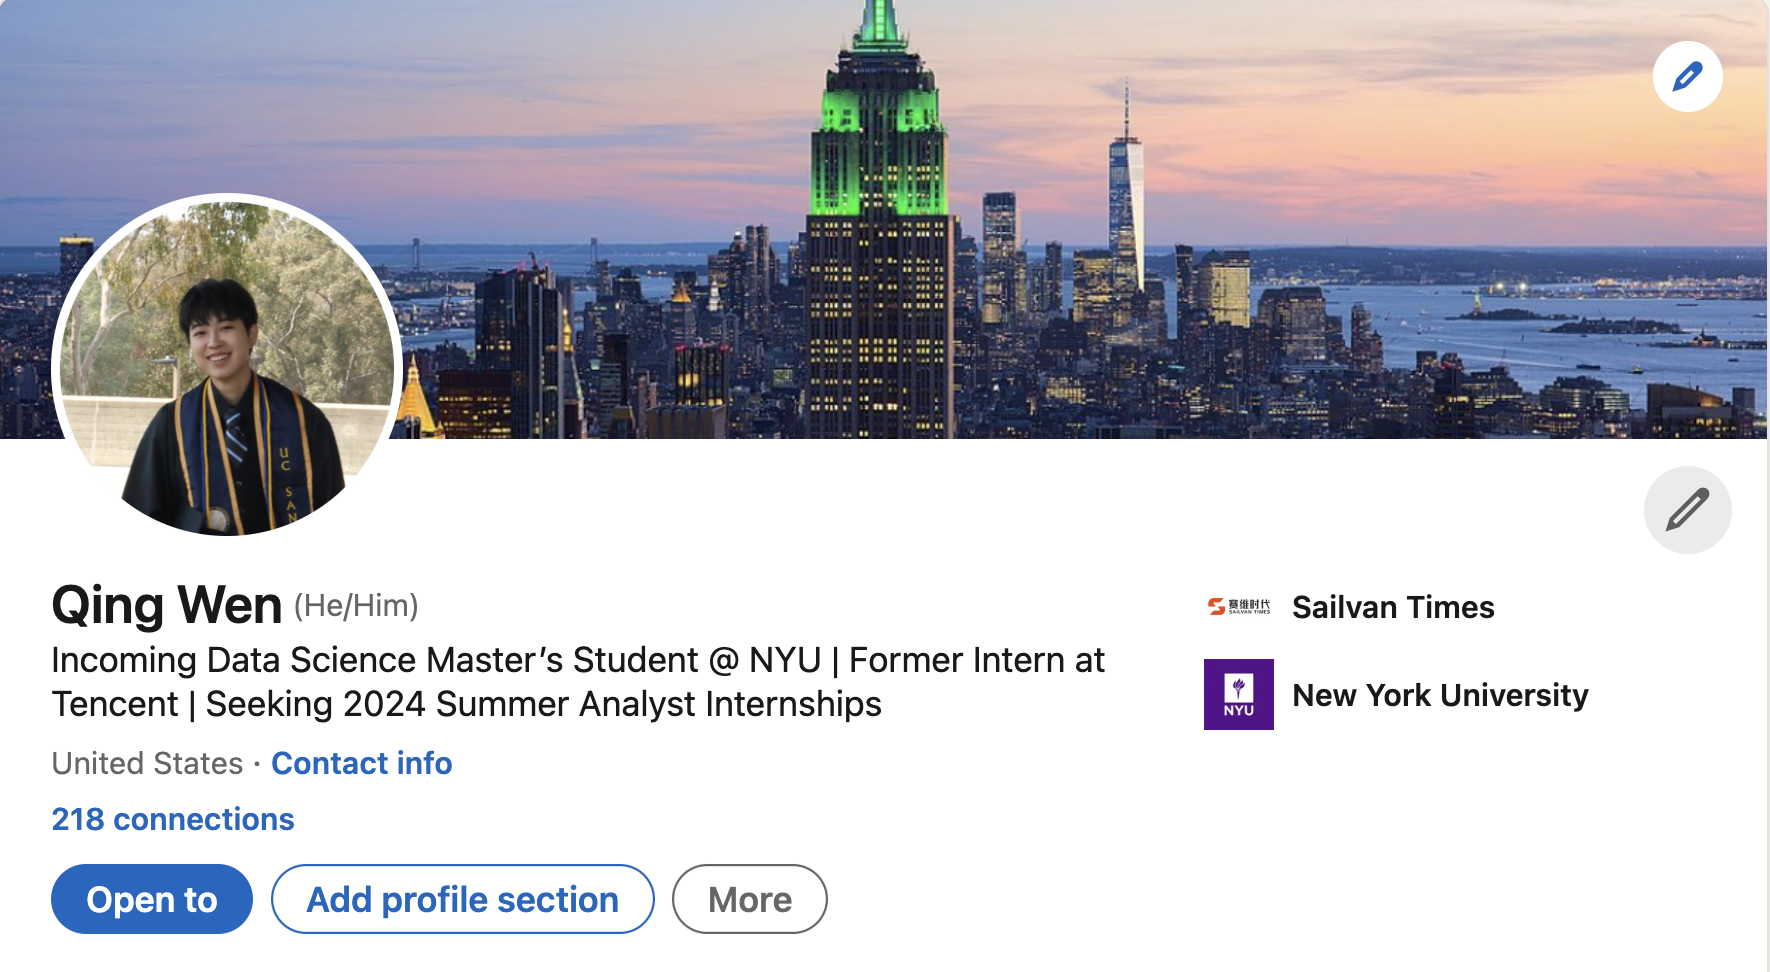 UC
SAN
Qing Wen (He/Him)
Incoming Data Science Master's Student @ NYU | Former Intern at
Tencent | Seeking 2024 Summer Analyst Internships
United States · Contact info
218 connections
Open to
Add profile section
More
赛维时代
SAILVAN TIMES
Sailvan Times
NYU
New York University